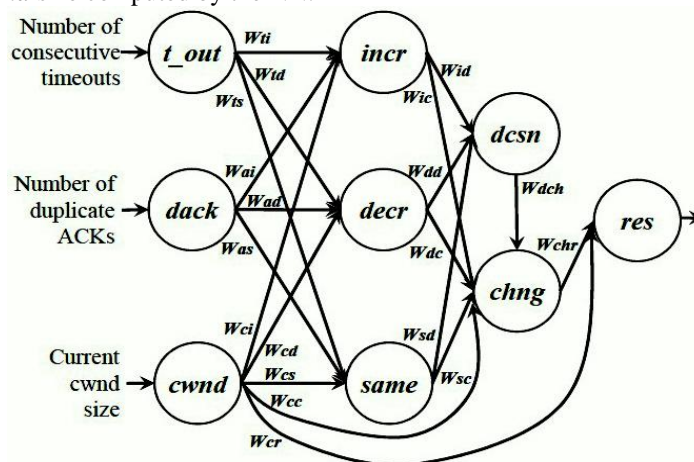 Number of
consecutive
timeouts
t_out
Wti
Wtd
Wts
incr
Wid
Wic
dcsn
Wai
Wad
Was
Number of
duplicate
ACKs
dack
decr
Wdd
Wdc
Wdch
Wchr
res
chng
Wci
Wcd
Wcs
Wcc
Wcr
Wsd
Wsc
Current
cwnd
size
cwnd
same